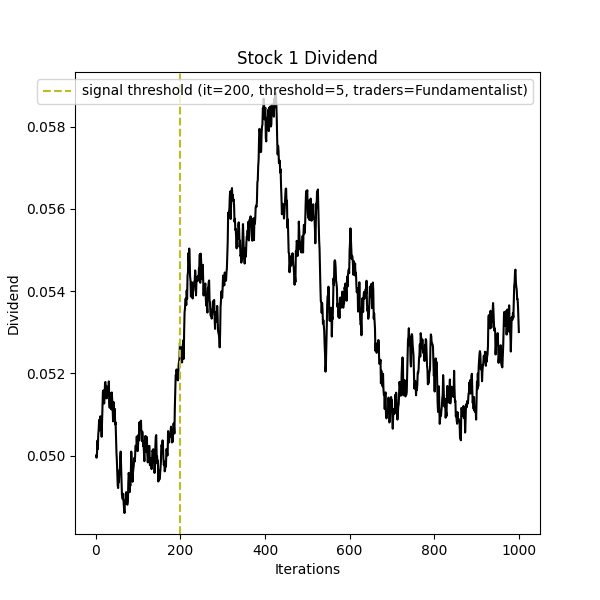 Stock 1 Dividend
signal threshold (it=200, threshold=5, traders=Fundamentalist)
0.058
0.056
0.054
0.052
0.050
Dividend
0 200 400 600 800 1000
Iterations